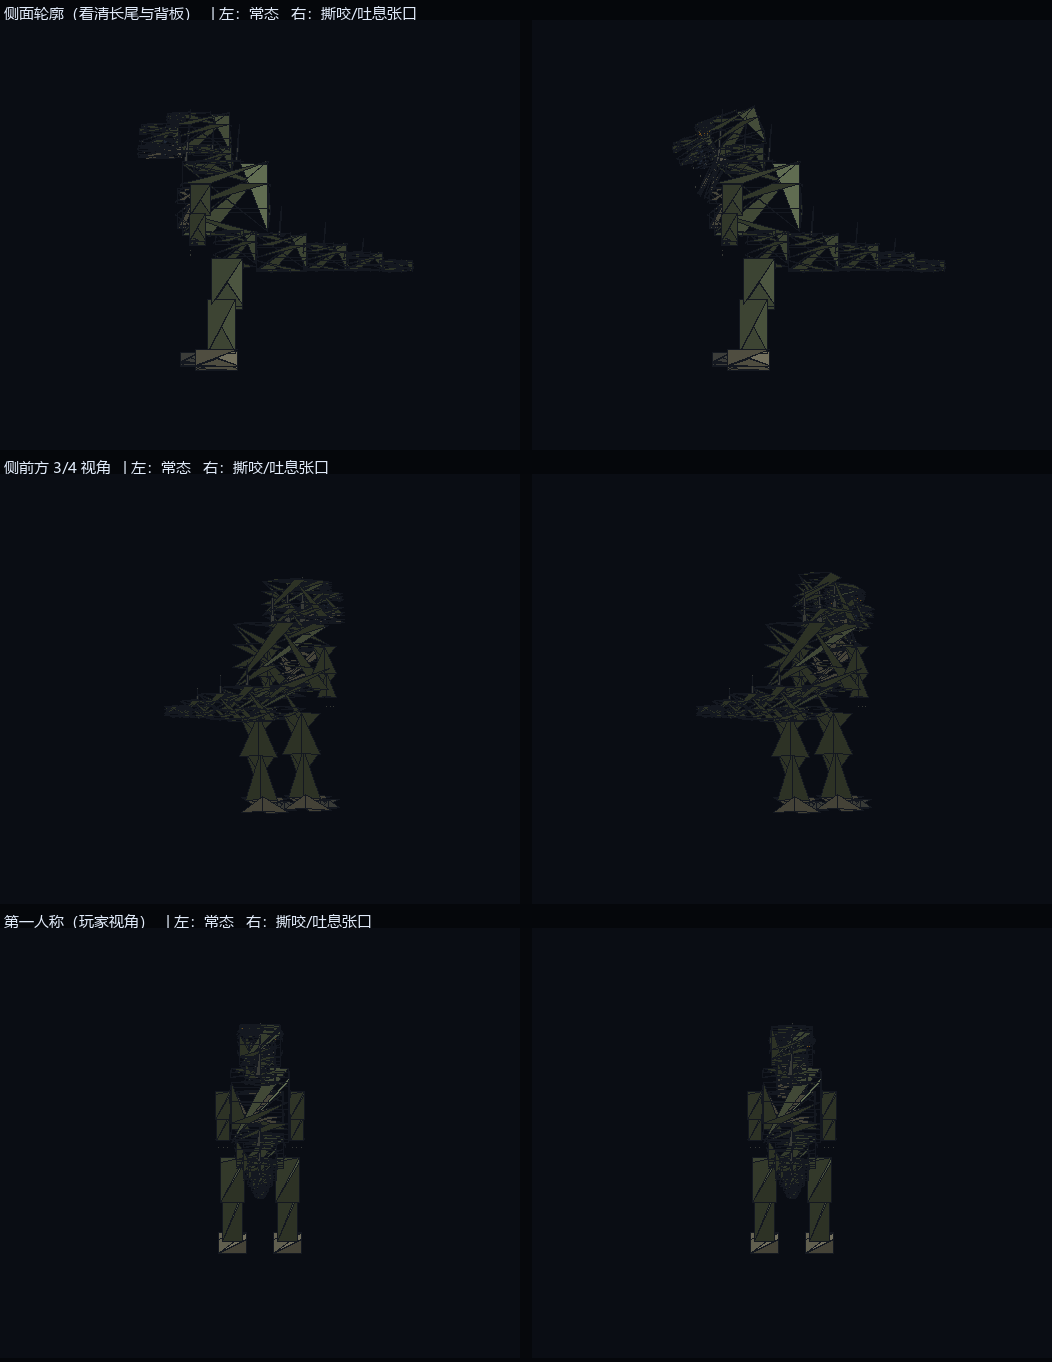 侧面轮廓（看清长尾与背板） | 左：常态 右：撕咬/吐息张口
侧前方 3/4 视角 | 左：常态 右：撕咬/吐息张口
第一人称（玩家视角） | 左：常态 右：撕咬/吐息张口